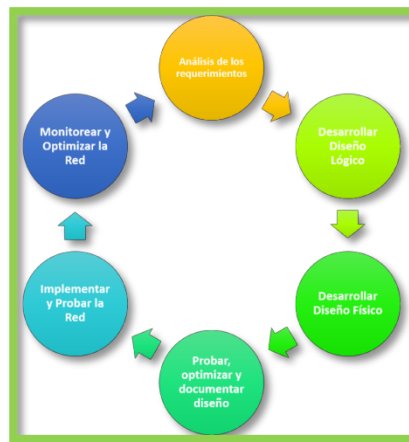 Análisis de los
requerimientos
Desarrollar
Diseño
Lógico
Desarrollar
Diseño Físico
Probar,
optimizar y
documentar
diseño
Implementar
y Probar la
Red
Monitorear y
Optimizar la
Red